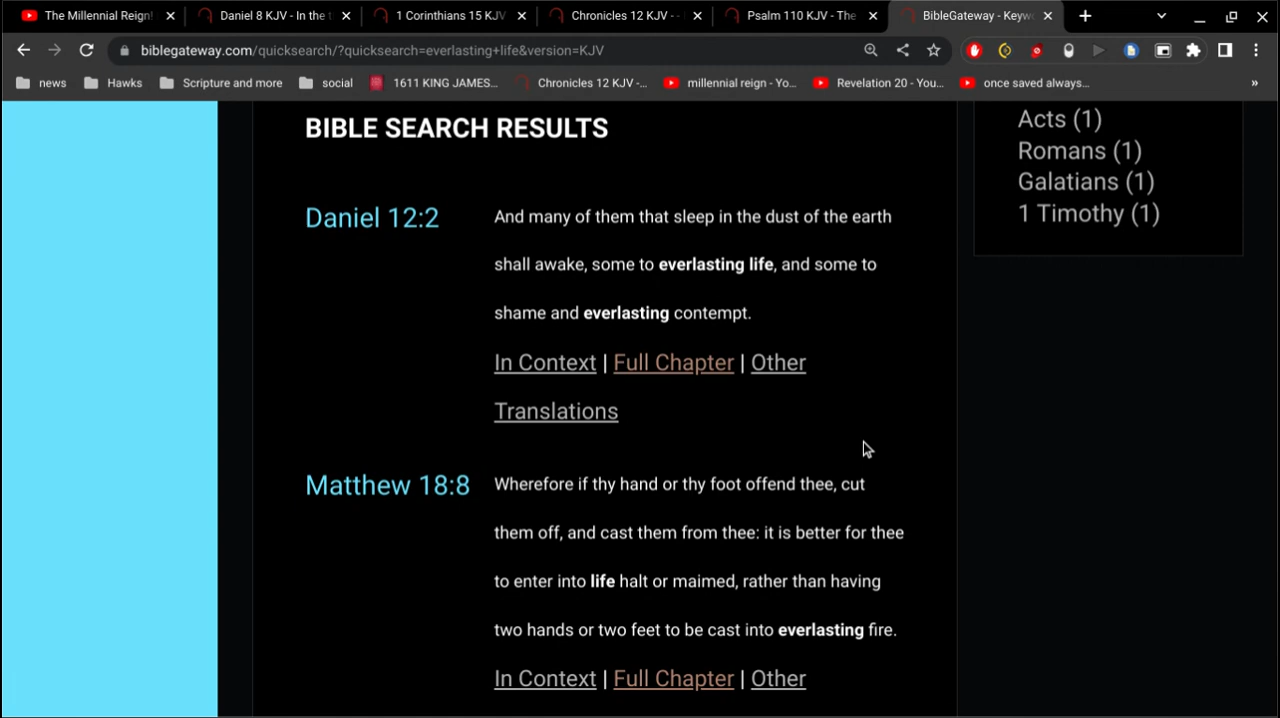 The Millennial Reign!
Daniel 8 KJV - In the t
1 Corinthians 15 KJV
Chronicles 12 KJV - -
Psalm 110 KJV - The
BibleGateway - Keyw
biblegateway.com/quicksearch/?quicksearch=everlasting+life&version=KJV
news
Hawks
Scripture and more
social
1611 KING JAMES...
Chronicles 12 KJV -...
millennial reign - Yo...
Revelation 20 - You...
once saved always...
»
BIBLE SEARCH RESULTS
Daniel 12:2
And many of them that sleep in the dust of the earth
shall awake, some to everlasting life, and some to
shame and everlasting contempt.
In Context | Full Chapter | Other
Translations
Matthew 18:8
Wherefore if thy hand or thy foot offend thee, cut
them off, and cast them from thee: it is better for thee
to enter into life halt or maimed, rather than having
two hands or two feet to be cast into everlasting fire.
In Context | Full Chapter | Other
Acts (1)
Romans (1)
Galatians (1)
1 Timothy (1)